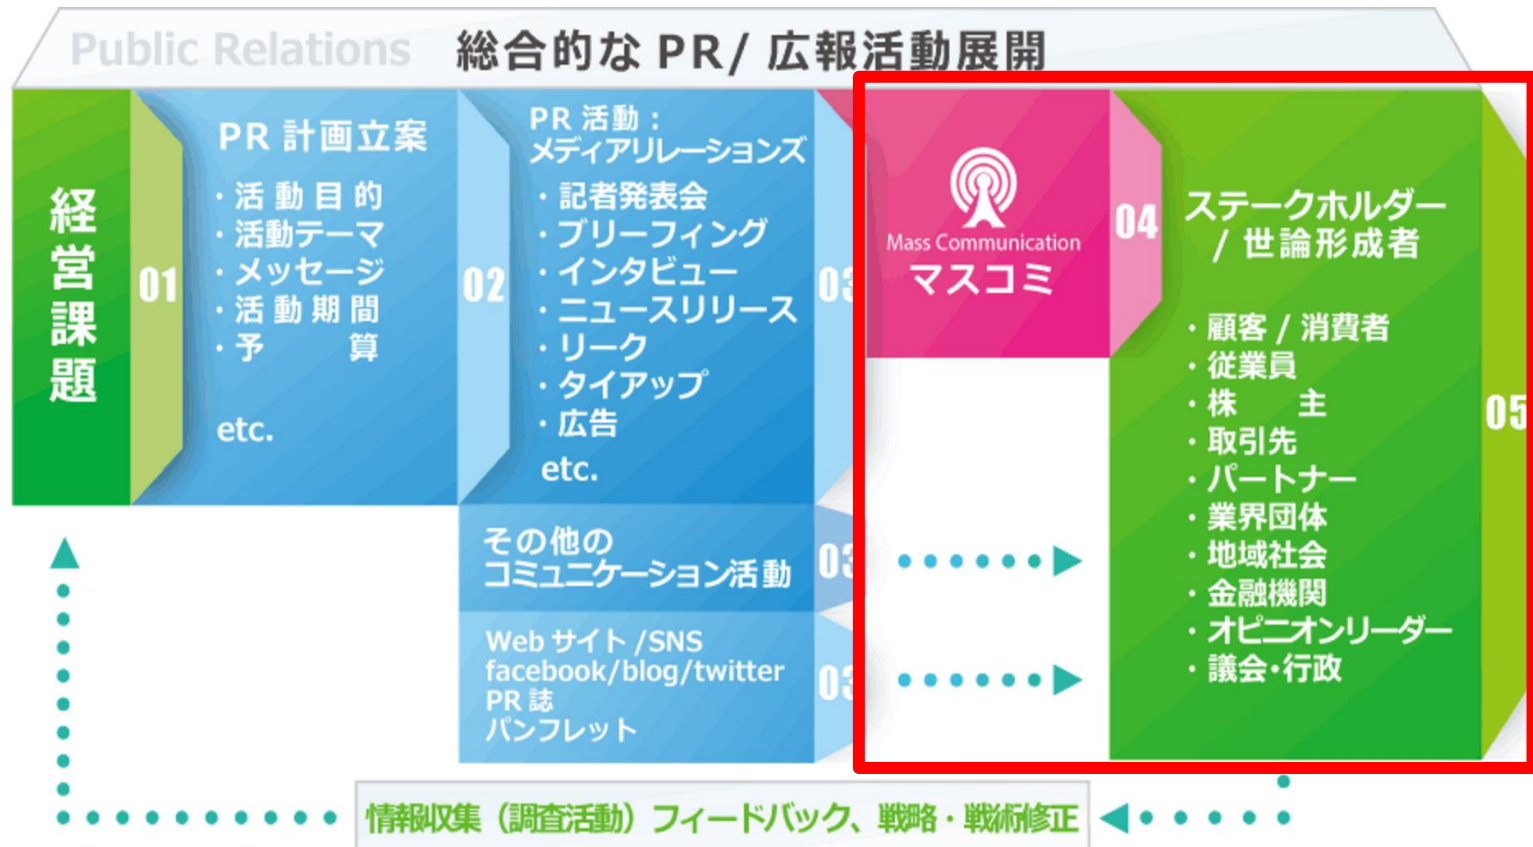 Public Relations 総合的な PR/ 広報活動展開
経営課題
01
PR 計画立案
・活動目的
・活動テーマ
・メッセージ
・活動期間
・予 算
etc.
02
PR 活動：
メディアリレーションズ
・記者発表会
・ブリーフィング
・インタビュー
・ニュースリリース
・リーク
・タイアップ
・広告
etc.
03
その他の
コミュニケーション活動
03
Web サイト /SNS
facebook/blog/twitter
PR 誌
パンフレット
03
Mass Communication
マスコミ
04
ステークホルダー
/ 世論形成者
・顧客 / 消費者
・従業員
・株 主
・取引先
・パートナー
・業界団体
・地域社会
・金融機関
・オピニオンリーダー
・議会・行政
05
情報収集（調査活動）フィードバック、戦略・戦術修正